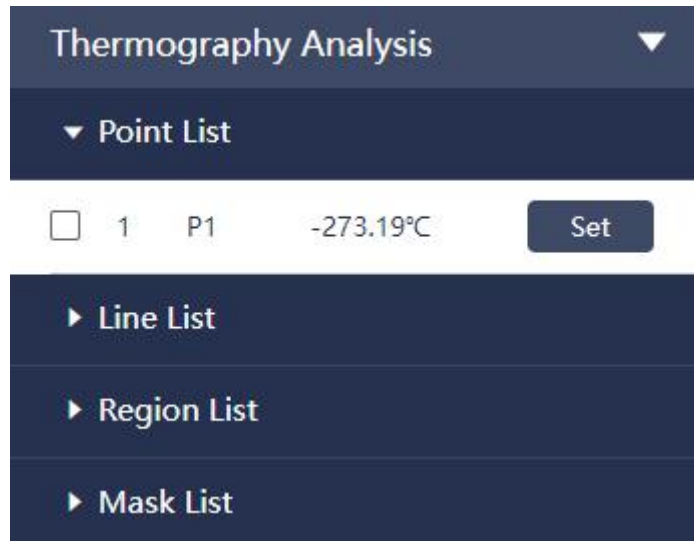 Thermography Analysis
Point List
1 P1 -273.19℃ Set
Line List
Region List
Mask List